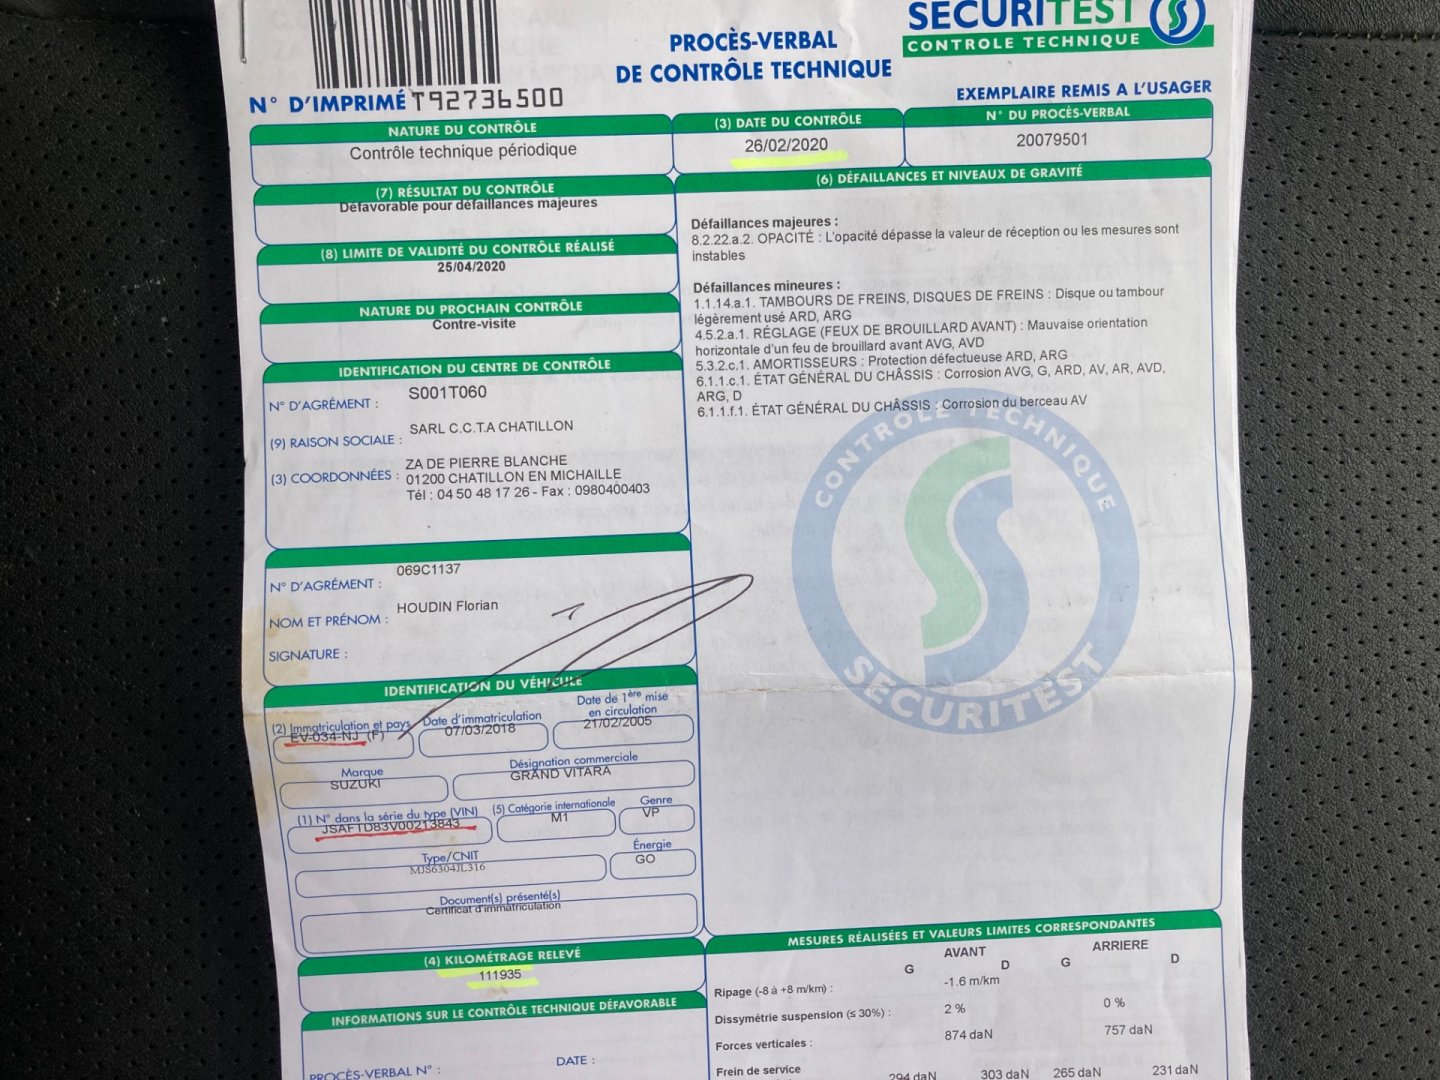 SECURITEST
CONTROLE TECHNIQUE
PROCÈS-VERBAL
DE CONTRÔLE TECHNIQUE
N° D'IMPRIMÉ T92736500
EXEMPLAIRE REMIS A L'USAGER
NATURE DU CONTRÔLE
Contrôle technique périodique
(3) DATE DU CONTRÔLE
26/02/2020
N° DU PROCÈS-VERBAL
20079501
(7) RÉSULTAT DU CONTRÔLE
Défavorable pour défaillances majeures
(8) LIMITE DE VALIDITÉ DU CONTRÔLE RÉALISÉ
25/04/2020
NATURE DU PROCHAIN CONTRÔLE
Contre-visite
IDENTIFICATION DU CENTRE DE CONTRÔLE
N° D'AGRÉMENT : S001T060
(9) RAISON SOCIALE : SARL C.C.T.A CHATILLON
(3) COORDONNÉES : ZA DE PIERRE BLANCHE
01200 CHATILLON EN MICHAILLE
Tél : 04 50 48 17 26 - Fax : 0980400403
N° D'AGRÉMENT : 069C1137
NOM ET PRÉNOM : HOUDIN Florian
SIGNATURE :
(6) DÉFAILLANCES ET NIVEAUX DE GRAVITÉ
Défaillances majeures :
8.2.22.a.2. OPACITÉ : L'opacité dépasse la valeur de réception ou les mesures sont
instables
Défaillances mineures :
1.1.14.a.1. TAMBOURS DE FREINS, DISQUES DE FREINS : Disque ou tambour
légèrement usé ARD, ARG
4.5.2.a.1. RÉGLAGE (FEUX DE BROUILLARD AVANT) : Mauvaise orientation
horizontale d'un feu de brouillard avant AVG, AVD
5.3.2.c.1. AMORTISSEURS : Protection défectueuse ARD, ARG
6.1.1.c.1. ÉTAT GÉNÉRAL DU CHÂSSIS : Corrosion AVG, G, ARD, AV, AR, AVD,
ARG, D
6.1.1.f.1. ÉTAT GÉNÉRAL DU CHÂSSIS : Corrosion du berceau AV
CONTROLE TECHNIQUE
SECURITEST
IDENTIFICATION DU VÉHICULE
(2) Immatriculation et pays
EV-034-NJ (F)
Date d'immatriculation
07/03/2018
Date de 1ère mise
en circulation
21/02/2005
Marque
SUZUKI
Désignation commerciale
GRAND VITARA
(1) N° dans la série du type (VIN)
JSAFTD83V00213843
(5) Catégorie internationale
M1
Genre
VP
Type/CNIT
MJS6304JL316
Énergie
GO
Document(s) présenté(s)
Certificat d'immatriculation
(4) KILOMÉTRAGE RELEVÉ
111935
INFORMATIONS SUR LE CONTRÔLE TECHNIQUE DÉFAVORABLE
PROCÈS-VERBAL N° : DATE :
MESURES RÉALISÉES ET VALEURS LIMITES CORRESPONDANTES
AVANT ARRIERE
G D G D
Ripage (-8 à +8 m/km) : -1.6 m/km
Dissymétrie suspension (≤ 30%) : 2 % 0 %
Forces verticales : 874 daN 757 daN
Frein de service 294 daN 303 daN 265 daN 231 daN